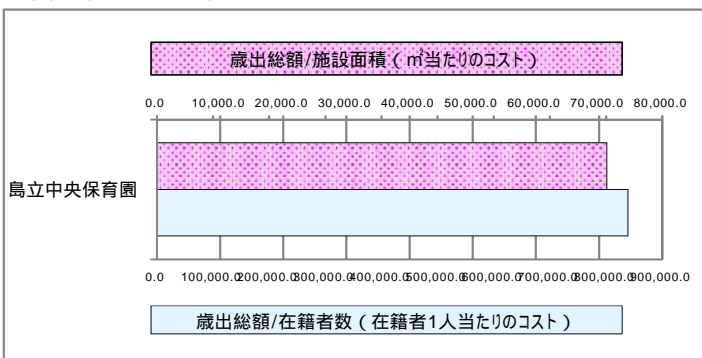 歳出総額/施設面積（㎡当たりのコスト）
0.0 10,000.0 20,000.0 30,000.0 40,000.0 50,000.0 60,000.0 70,000.0 80,000.0
島立中央保育園
0.0 100,000.0 200,000.0 300,000.0 400,000.0 500,000.0 600,000.0 700,000.0 800,000.0 900,000.0
歳出総額/在籍者数（在籍者1人当たりのコスト）